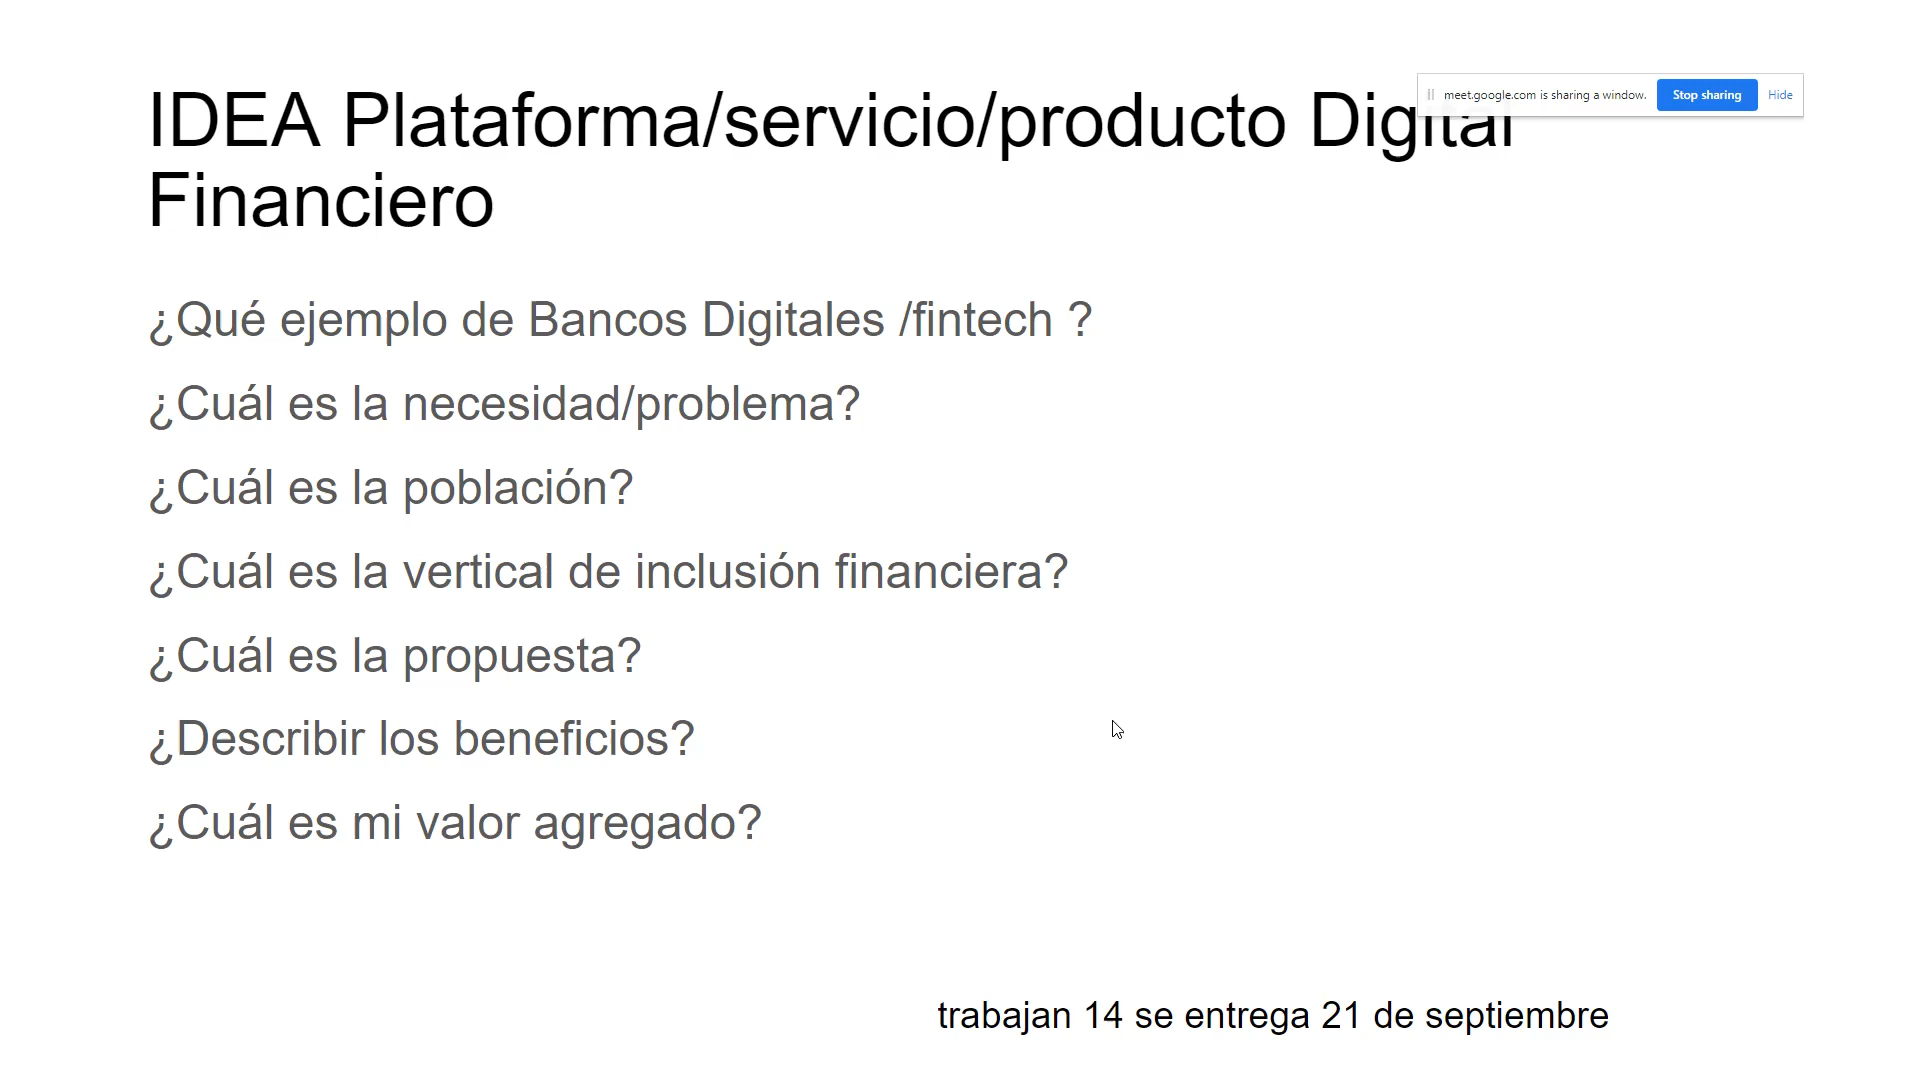 IDEA Plataforma/servicio/producto Digital
meet.google.com is sharing a window. Stop sharing Hide
Financiero
¿Qué ejemplo de Bancos Digitales /fintech ?
¿Cuál es la necesidad/problema?
¿Cuál es la población?
¿Cuál es la vertical de inclusión financiera?
¿Cuál es la propuesta?
¿Describir los beneficios?
¿Cuál es mi valor agregado?
trabajan 14 se entrega 21 de septiembre